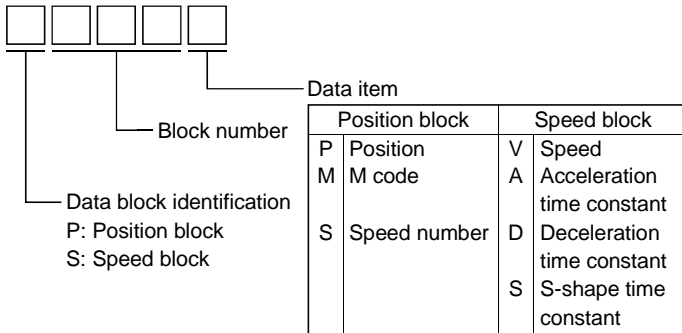 Data item
Block number
Data block identification
P: Position block
S: Speed block
Position block Speed block
P Position V Speed
M M code A Acceleration
time constant
S Speed number D Deceleration
time constant
S S-shape time
constant